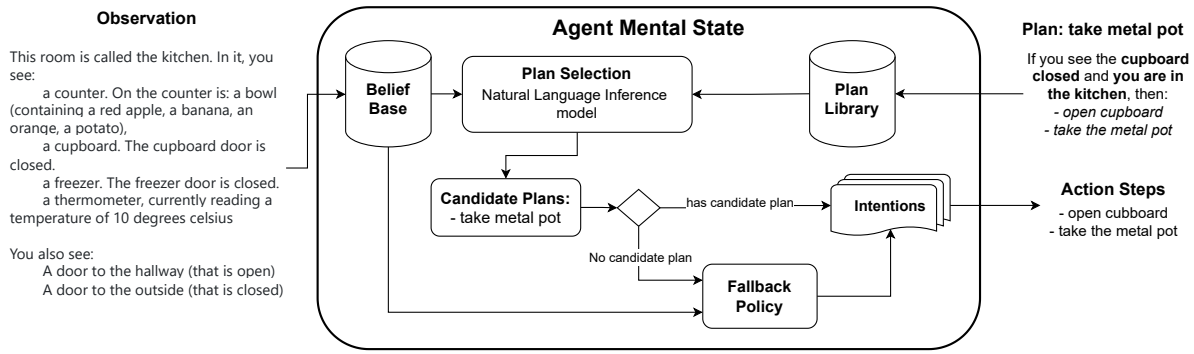 Observation
This room is called the kitchen. In it, you
see:
a counter. On the counter is: a bowl
(containing a red apple, a banana, an
orange, a potato),
a cupboard. The cupboard door is
closed.
a freezer. The freezer door is closed.
a thermometer, currently reading a
temperature of 10 degrees celsius
You also see:
A door to the hallway (that is open)
A door to the outside (that is closed)
Agent Mental State
Belief
Base
Plan Selection
Natural Language Inference
model
Plan
Library
Candidate Plans:
- take metal pot
has candidate plan
No candidate plan
Intentions
Fallback
Policy
Plan: take metal pot
If you see the cupboard
closed and you are in
the kitchen, then:
- open cupboard
- take the metal pot
Action Steps
- open cubboard
- take the metal pot